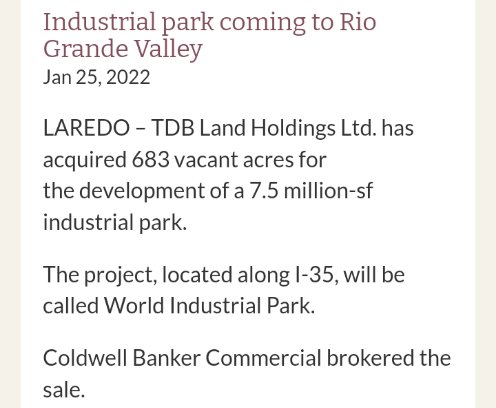 Industrial park coming to Rio
Grande Valley
Jan 25, 2022
LAREDO – TDB Land Holdings Ltd. has
acquired 683 vacant acres for
the development of a 7.5 million-sf
industrial park.
The project, located along I-35, will be
called World Industrial Park.
Coldwell Banker Commercial brokered the
sale.